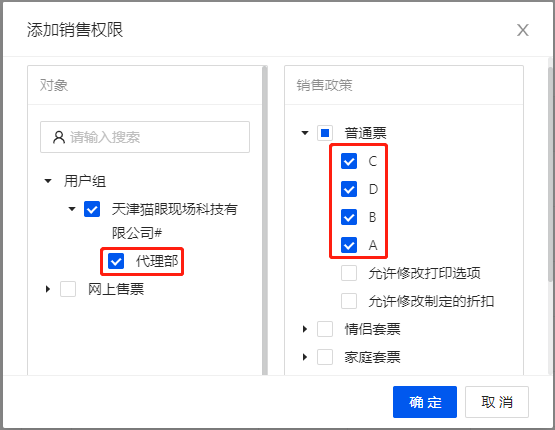 添加销售权限
对象
请输入搜索
用户组
天津猫眼现场科技有
限公司#
代理部
网上售票
销售政策
普通票
C
D
B
A
允许修改打印选项
允许修改制定的折扣
情侣套票
家庭套票
确 定
取 消